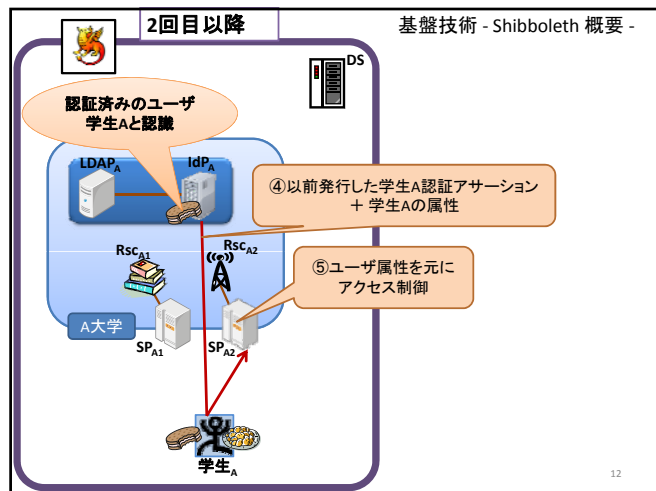 2回目以降
基盤技術 - Shibboleth 概要 -
DS
認証済みのユーザ
学生Aと認識
LDAPA
IdPA
④以前発行した学生A認証アサーション
＋ 学生Aの属性
RscA1
RscA2
⑤ユーザ属性を元に
アクセス制御
A大学
SPA1
SPA2
学生A
12